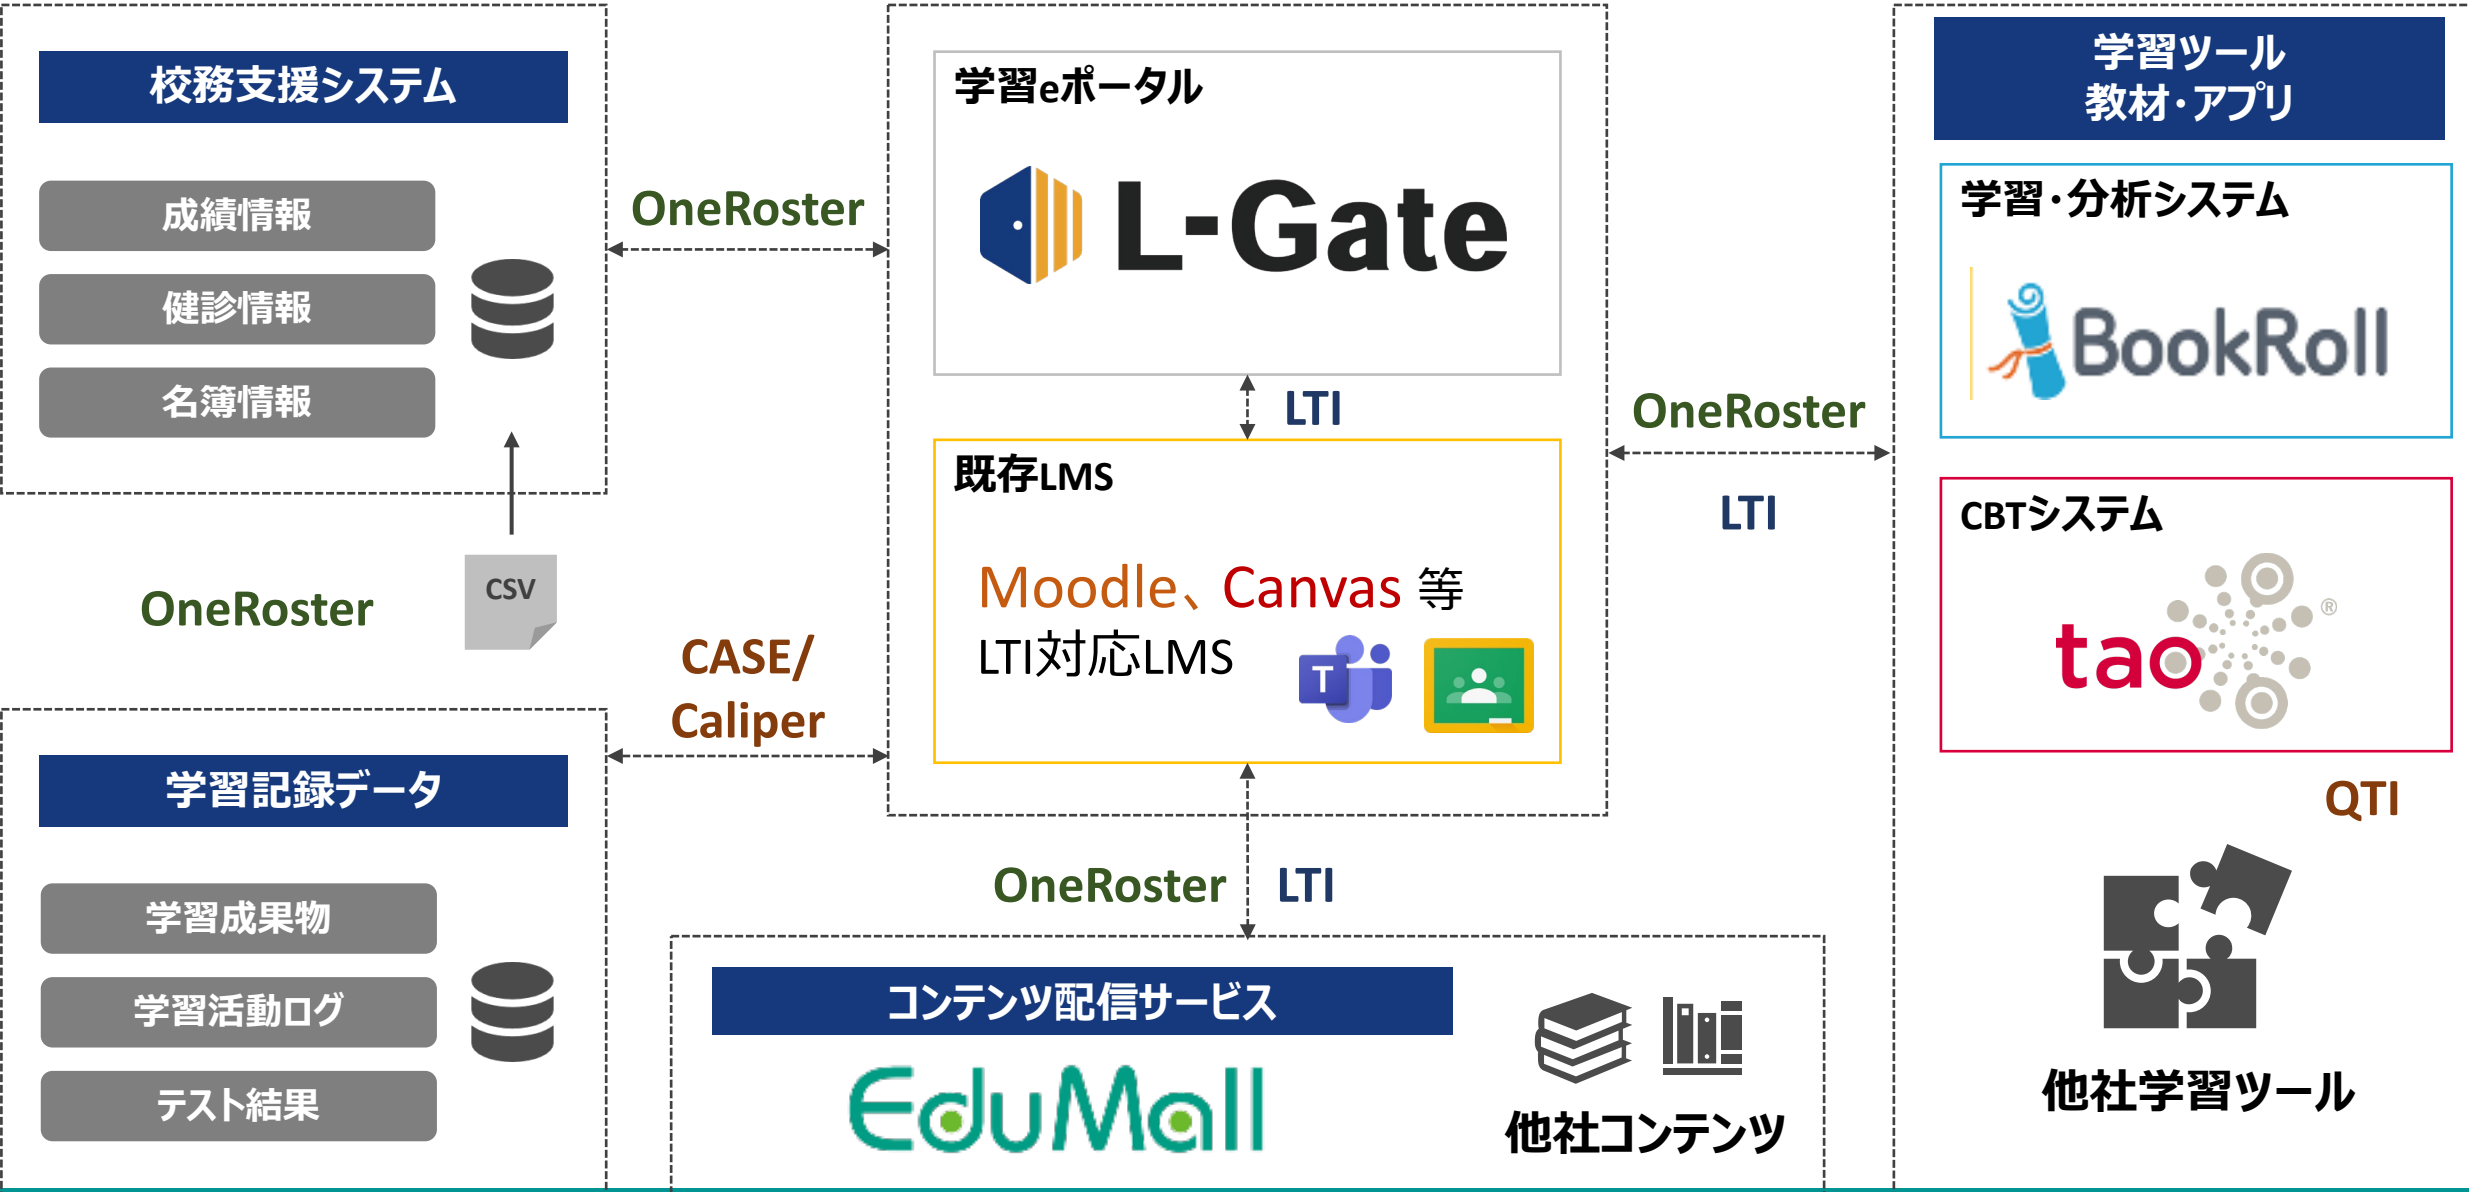 校務支援システム
成績情報
健診情報
名簿情報
OneRoster
CSV
OneRoster
学習eポータル
L-Gate
LTI
既存LMS
Moodle、Canvas 等
LTI対応LMS
T
OneRoster
LTI
学習ツール
教材・アプリ
学習・分析システム
BookRoll
CBTシステム
tao
®
QTI
他社学習ツール
CASE/
Caliper
学習記録データ
学習成果物
学習活動ログ
テスト結果
OneRoster
LTI
コンテンツ配信サービス
EduMall
他社コンテンツ